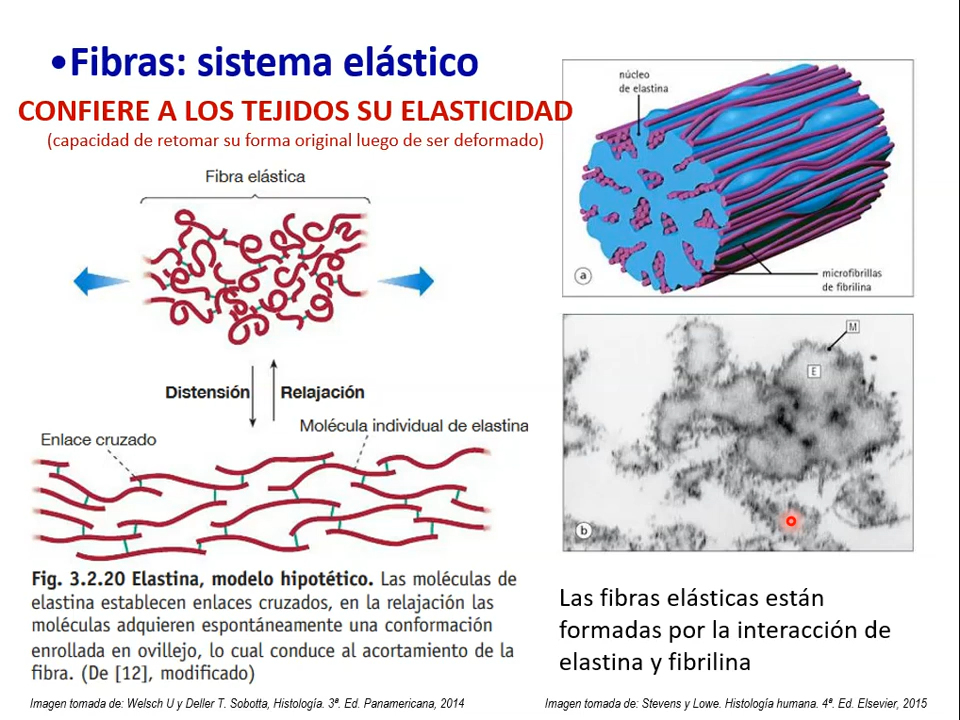 •Fibras: sistema elástico
CONFIERE A LOS TEJIDOS SU ELASTICIDAD
(capacidad de retomar su forma original luego de ser deformado)
Fibra elástica
Distensión
Relajación
Enlace cruzado
Molécula individual de elastina
Fig. 3.2.20 Elastina, modelo hipotético. Las moléculas de
elastina establecen enlaces cruzados, en la relajación las
moléculas adquieren espontáneamente una conformación
enrollada en ovillejo, lo cual conduce al acortamiento de la
fibra. (De [12], modificado)
Imagen tomada de: Welsch U y Deller T. Sobotta, Histología. 3ª. Ed. Panamericana, 2014
núcleo
de elastina
microfibrillas
de fibrilina
a
M
E
b
Las fibras elásticas están
formadas por la interacción de
elastina y fibrilina
Imagen tomada de: Stevens y Lowe. Histología humana. 4ª. Ed. Elsevier, 2015